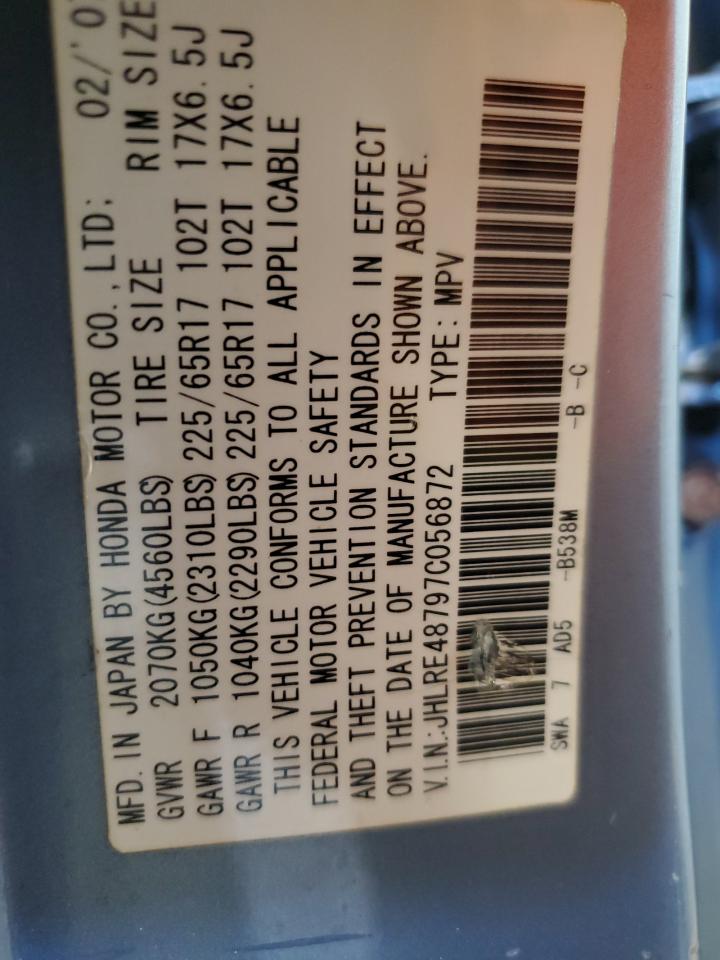 MFD. IN JAPAN BY HONDA MOTOR CO., LTD: 02/'07
GVWR 2070KG(4560LBS) TIRE SIZE RIM SIZE
GAWR F 1050KG(2310LBS) 225/65R17 102T 17X6.5J
GAWR R 1040KG(2290LBS) 225/65R17 102T 17X6.5J
THIS VEHICLE CONFORMS TO ALL APPLICABLE
FEDERAL MOTOR VEHICLE SAFETY
AND THEFT PREVENTION STANDARDS IN EFFECT
ON THE DATE OF MANUFACTURE SHOWN ABOVE.
V.I.N.:JHLRE48797C056872 TYPE: MPV
SWA 7 AD5 -B538M -B -C